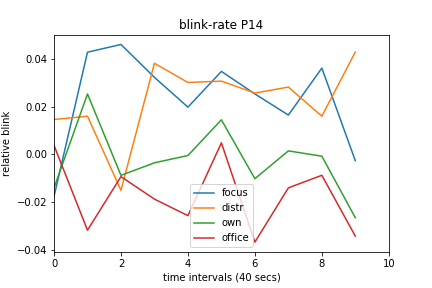 blink-rate P14
relative blink
0.04
0.02
0.00
−0.02
−0.04
focus
distr
own
office
0 2 4 6 8 10
time intervals (40 secs)